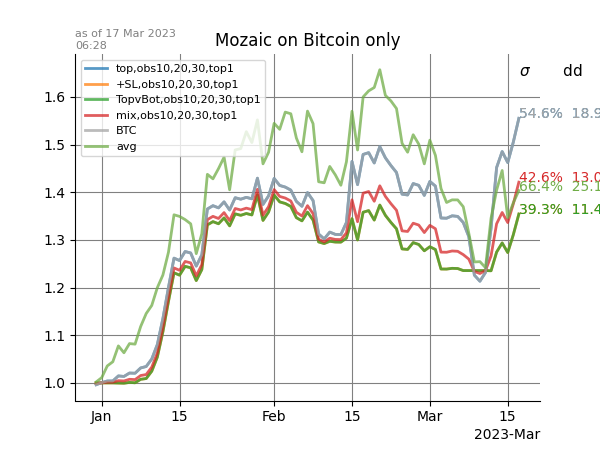 as of 17 Mar 2023
06:28
Mozaic on Bitcoin only
σ dd
top,obs10,20,30,top1
+SL,obs10,20,30,top1
TopvBot,obs10,20,30,top1
mix,obs10,20,30,top1
BTC
avg
54.6% 18.9
42.6% 13.0
66.4% 25.1
39.3% 11.4
1.6
1.5
1.4
1.3
1.2
1.1
1.0
Jan 15 Feb 15 Mar 15
2023-Mar